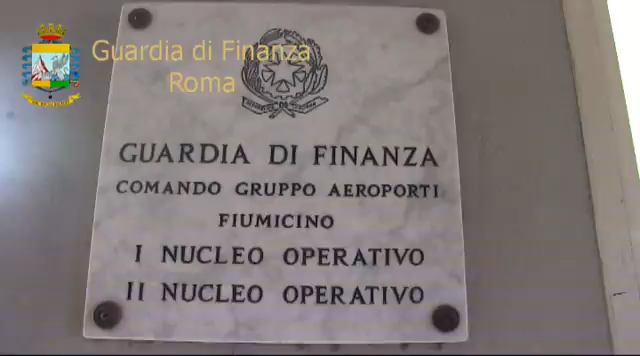 Guardia di Finanza
Roma
GUARDIA DI FINANZA
COMANDO GRUPPO AEROPORTI
FIUMICINO
I NUCLEO OPERATIVO
II NUCLEO OPERATIVO